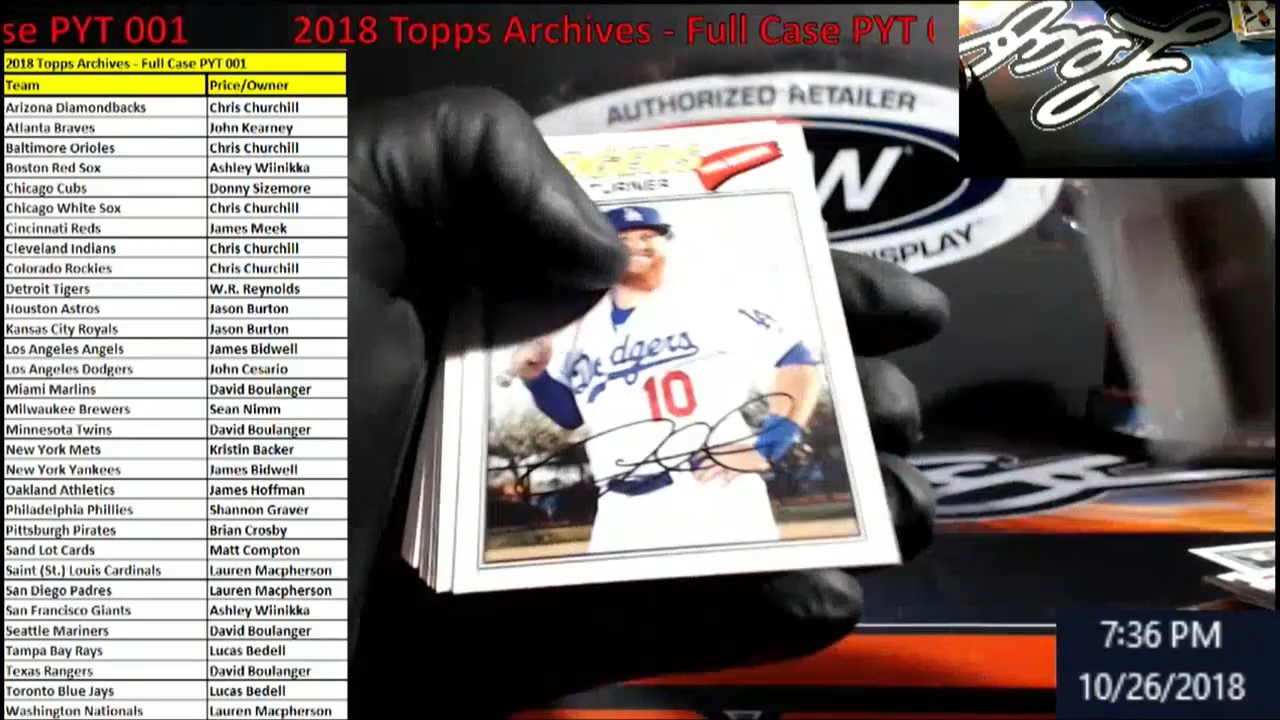 se PYT 001 2018 Topps Archives - Full Case PYT
2018 Topps Archives - Full Case PYT 001
Team Price/Owner
Arizona Diamondbacks Chris Churchill
Atlanta Braves John Kearney
Baltimore Orioles Chris Churchill
Boston Red Sox Ashley Wiinikka
Chicago Cubs Donny Sizemore
Chicago White Sox Chris Churchill
Cincinnati Reds James Meek
Cleveland Indians Chris Churchill
Colorado Rockies Chris Churchill
Detroit Tigers W.R. Reynolds
Houston Astros Jason Burton
Kansas City Royals Jason Burton
Los Angeles Angels James Bidwell
Los Angeles Dodgers John Cesario
Miami Marlins David Boulanger
Milwaukee Brewers Sean Nimm
Minnesota Twins David Boulanger
New York Mets Kristin Backer
New York Yankees James Bidwell
Oakland Athletics James Hoffman
Philadelphia Phillies Shannon Graver
Pittsburgh Pirates Brian Crosby
Sand Lot Cards Matt Compton
Saint (St.) Louis Cardinals Lauren Macpherson
San Diego Padres Lauren Macpherson
San Francisco Giants Ashley Wiinikka
Seattle Mariners David Boulanger
Tampa Bay Rays Lucas Bedell
Texas Rangers David Boulanger
Toronto Blue Jays Lucas Bedell
Washington Nationals Lauren Macpherson
AUTHORIZED RETAILER
W
SPLAY
TURNER
LA
Dodgers
10
7:36 PM
10/26/2018